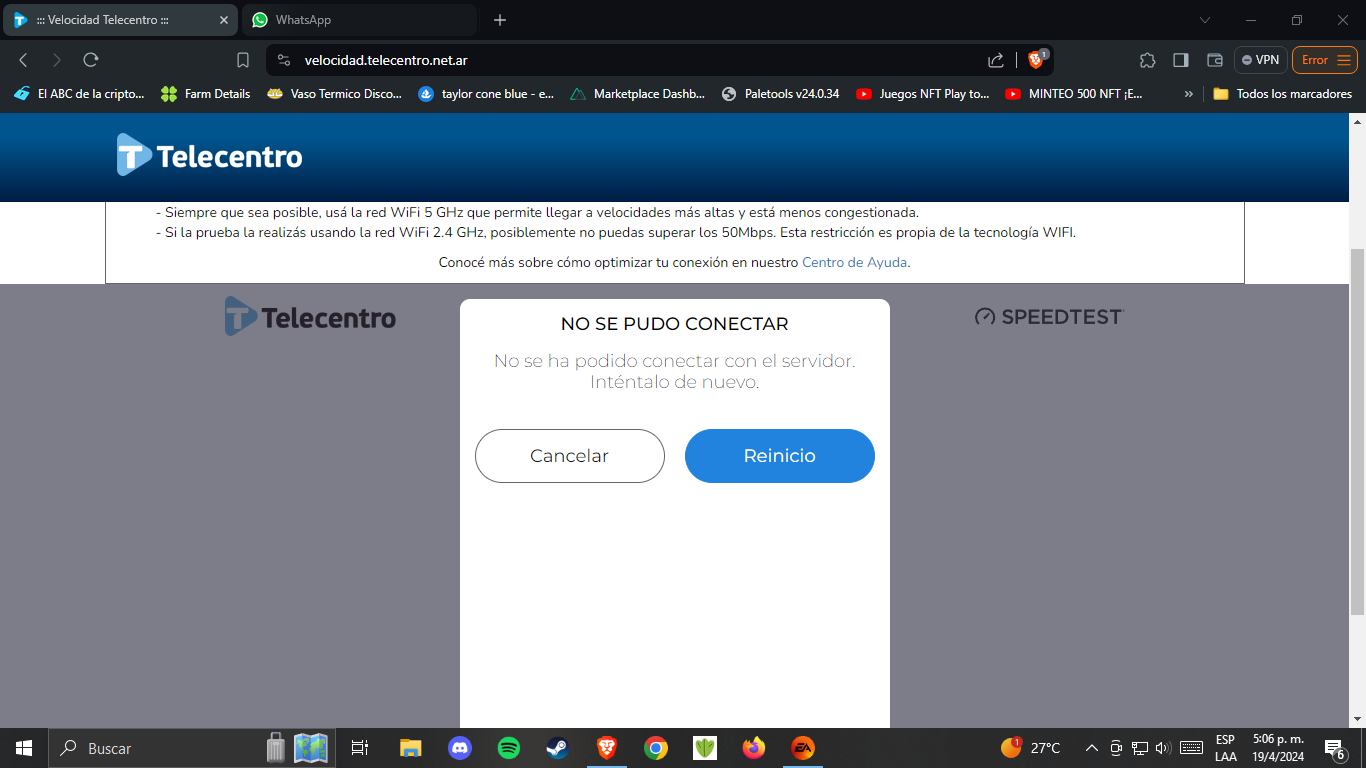 ::: Velocidad Telecentro :::
WhatsApp
velocidad.telecentro.net.ar
1
VPN
Error
El ABC de la cripto...
Farm Details
Vaso Termico Disco...
taylor cone blue - e...
Marketplace Dashb...
Paletools v24.0.34
Juegos NFT Play to...
MINTEO 500 NFT ¡E...
»
Todos los marcadores
Telecentro
- Siempre que sea posible, usá la red WiFi 5 GHz que permite llegar a velocidades más altas y está menos congestionada.
- Si la prueba la realizás usando la red WiFi 2.4 GHz, posiblemente no puedas superar los 50Mbps. Esta restricción es propia de la tecnología WIFI.
Conocé más sobre cómo optimizar tu conexión en nuestro Centro de Ayuda.
Telecentro
SPEEDTEST
NO SE PUDO CONECTAR
No se ha podido conectar con el servidor.
Inténtalo de nuevo.
Cancelar
Reinicio
Buscar
EA
1
27°C
ESP
LAA
5:06 p. m.
19/4/2024
6